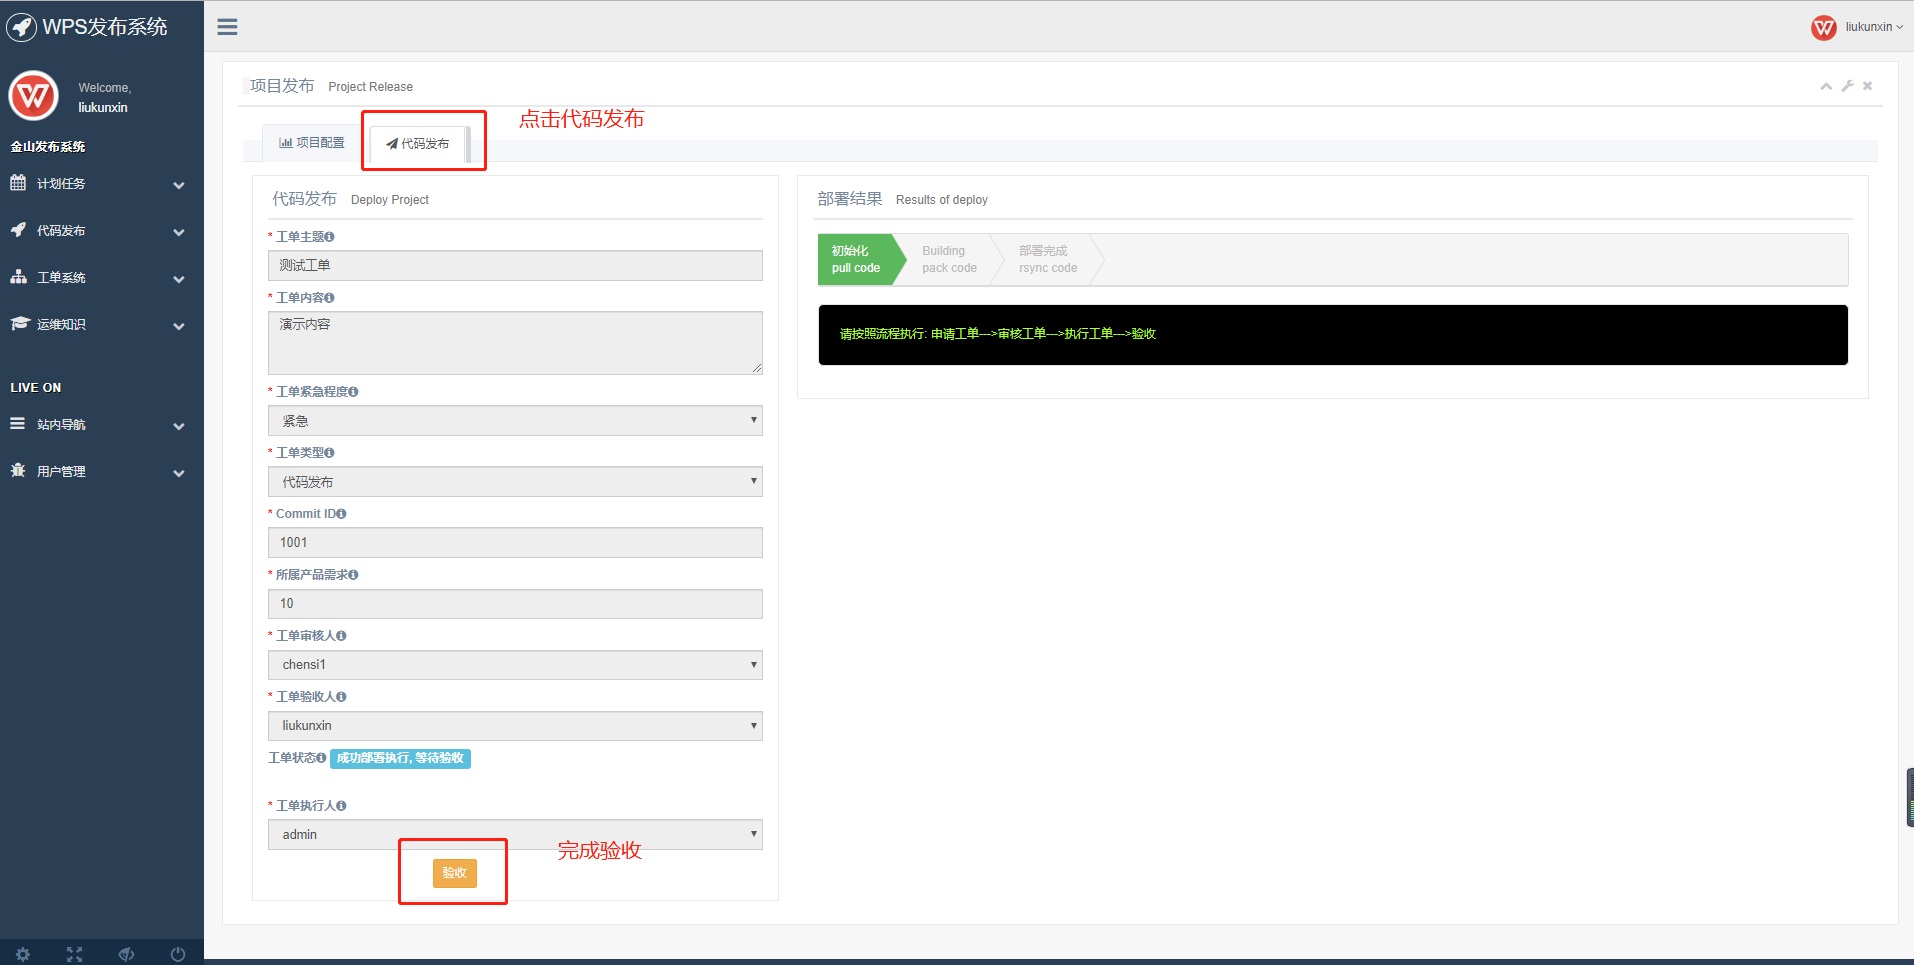 WPS发布系统
liukunxin
Welcome,
liukunxin
金山发布系统
计划任务
代码发布
工单系统
运维知识
LIVE ON
站内导航
用户管理
项目发布 Project Release
点击代码发布
项目配置
代码发布
代码发布 Deploy Project
* 工单主题
测试工单
* 工单内容
演示内容
* 工单紧急程度
紧急
* 工单类型
代码发布
* Commit ID
1001
* 所属产品需求
10
* 工单审核人
chensi1
* 工单验收人
liukunxin
工单状态 成功部署执行, 等待验收
* 工单执行人
admin
完成验收
验收
部署结果 Results of deploy
初始化
pull code
Building
pack code
部署完成
rsync code
请按照流程执行: 申请工单--->审核工单--->执行工单--->验收